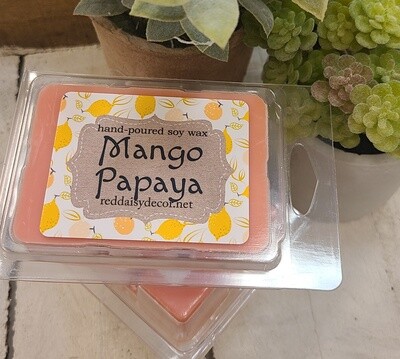 hand-poured soy wax
Mango
Papaya
reddaisydecor.net